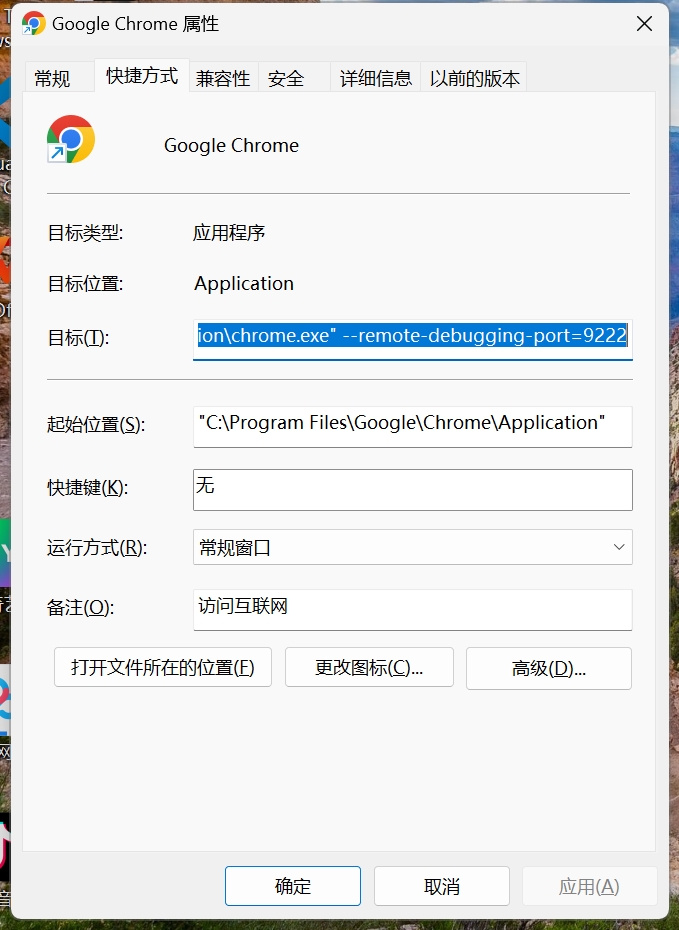 Google Chrome 属性
常规 快捷方式 兼容性 安全 详细信息 以前的版本
Google Chrome
目标类型: 应用程序
目标位置: Application
目标(T): ion\chrome.exe" --remote-debugging-port=9222
起始位置(S): "C:\Program Files\Google\Chrome\Application"
快捷键(K): 无
运行方式(R): 常规窗口
备注(O): 访问互联网
打开文件所在的位置(F) 更改图标(C)... 高级(D)...
确定 取消 应用(A)